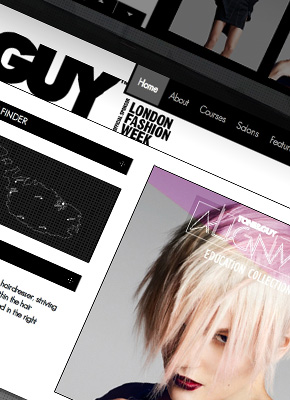 GUY
Home
About
Courses
Salons
Featur
OFFICIAL SPONSOR
LONDON
FASHION
WEEK
FINDER
TONI&GUY
EDUCATION COLLECTION
hairdresser, striving
thin the hair
ed in the right